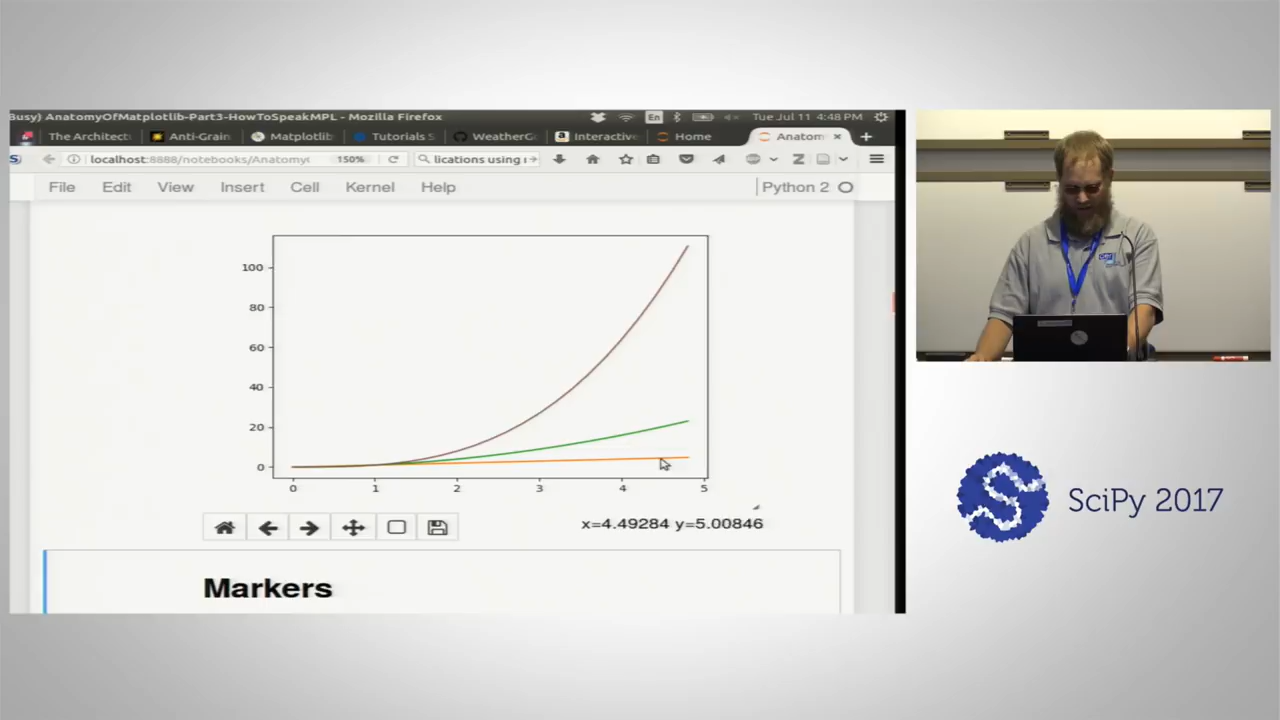 Busy) AnatomyOfMatplotlib-Part3-HowToSpeakMPL - Mozilla Firefox
En
Tue Jul 11 4:48 PM
The Architect
Anti-Grain
Matplotlib
Tutorials S
WeatherG
Interactive
Home
Anatom
localhost:8888/notebooks/Anatomy
150%
lications using
File Edit View Insert Cell Kernel Help
Python 2
100
80
60
40
20
0
0 1 2 3 4 5
x=4.49284 y=5.00846
Markers
SciPy 2017